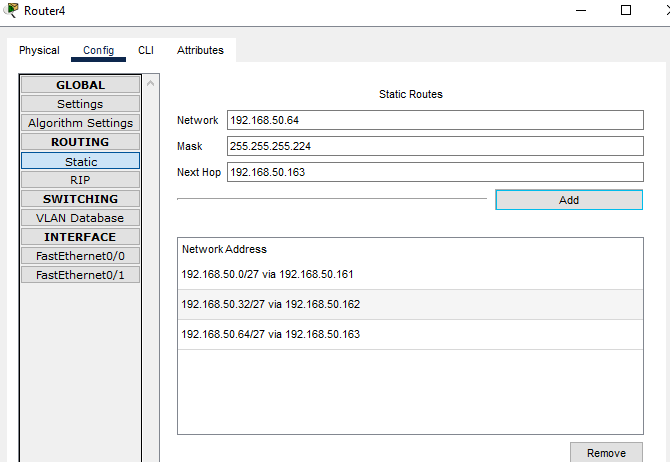 Router4
Physical Config CLI Attributes
GLOBAL
Settings
Algorithm Settings
ROUTING
Static
RIP
SWITCHING
VLAN Database
INTERFACE
FastEthernet0/0
FastEthernet0/1
Static Routes
Network 192.168.50.64
Mask 255.255.255.224
Next Hop 192.168.50.163
Add
Network Address
192.168.50.0/27 via 192.168.50.161
192.168.50.32/27 via 192.168.50.162
192.168.50.64/27 via 192.168.50.163
Remove